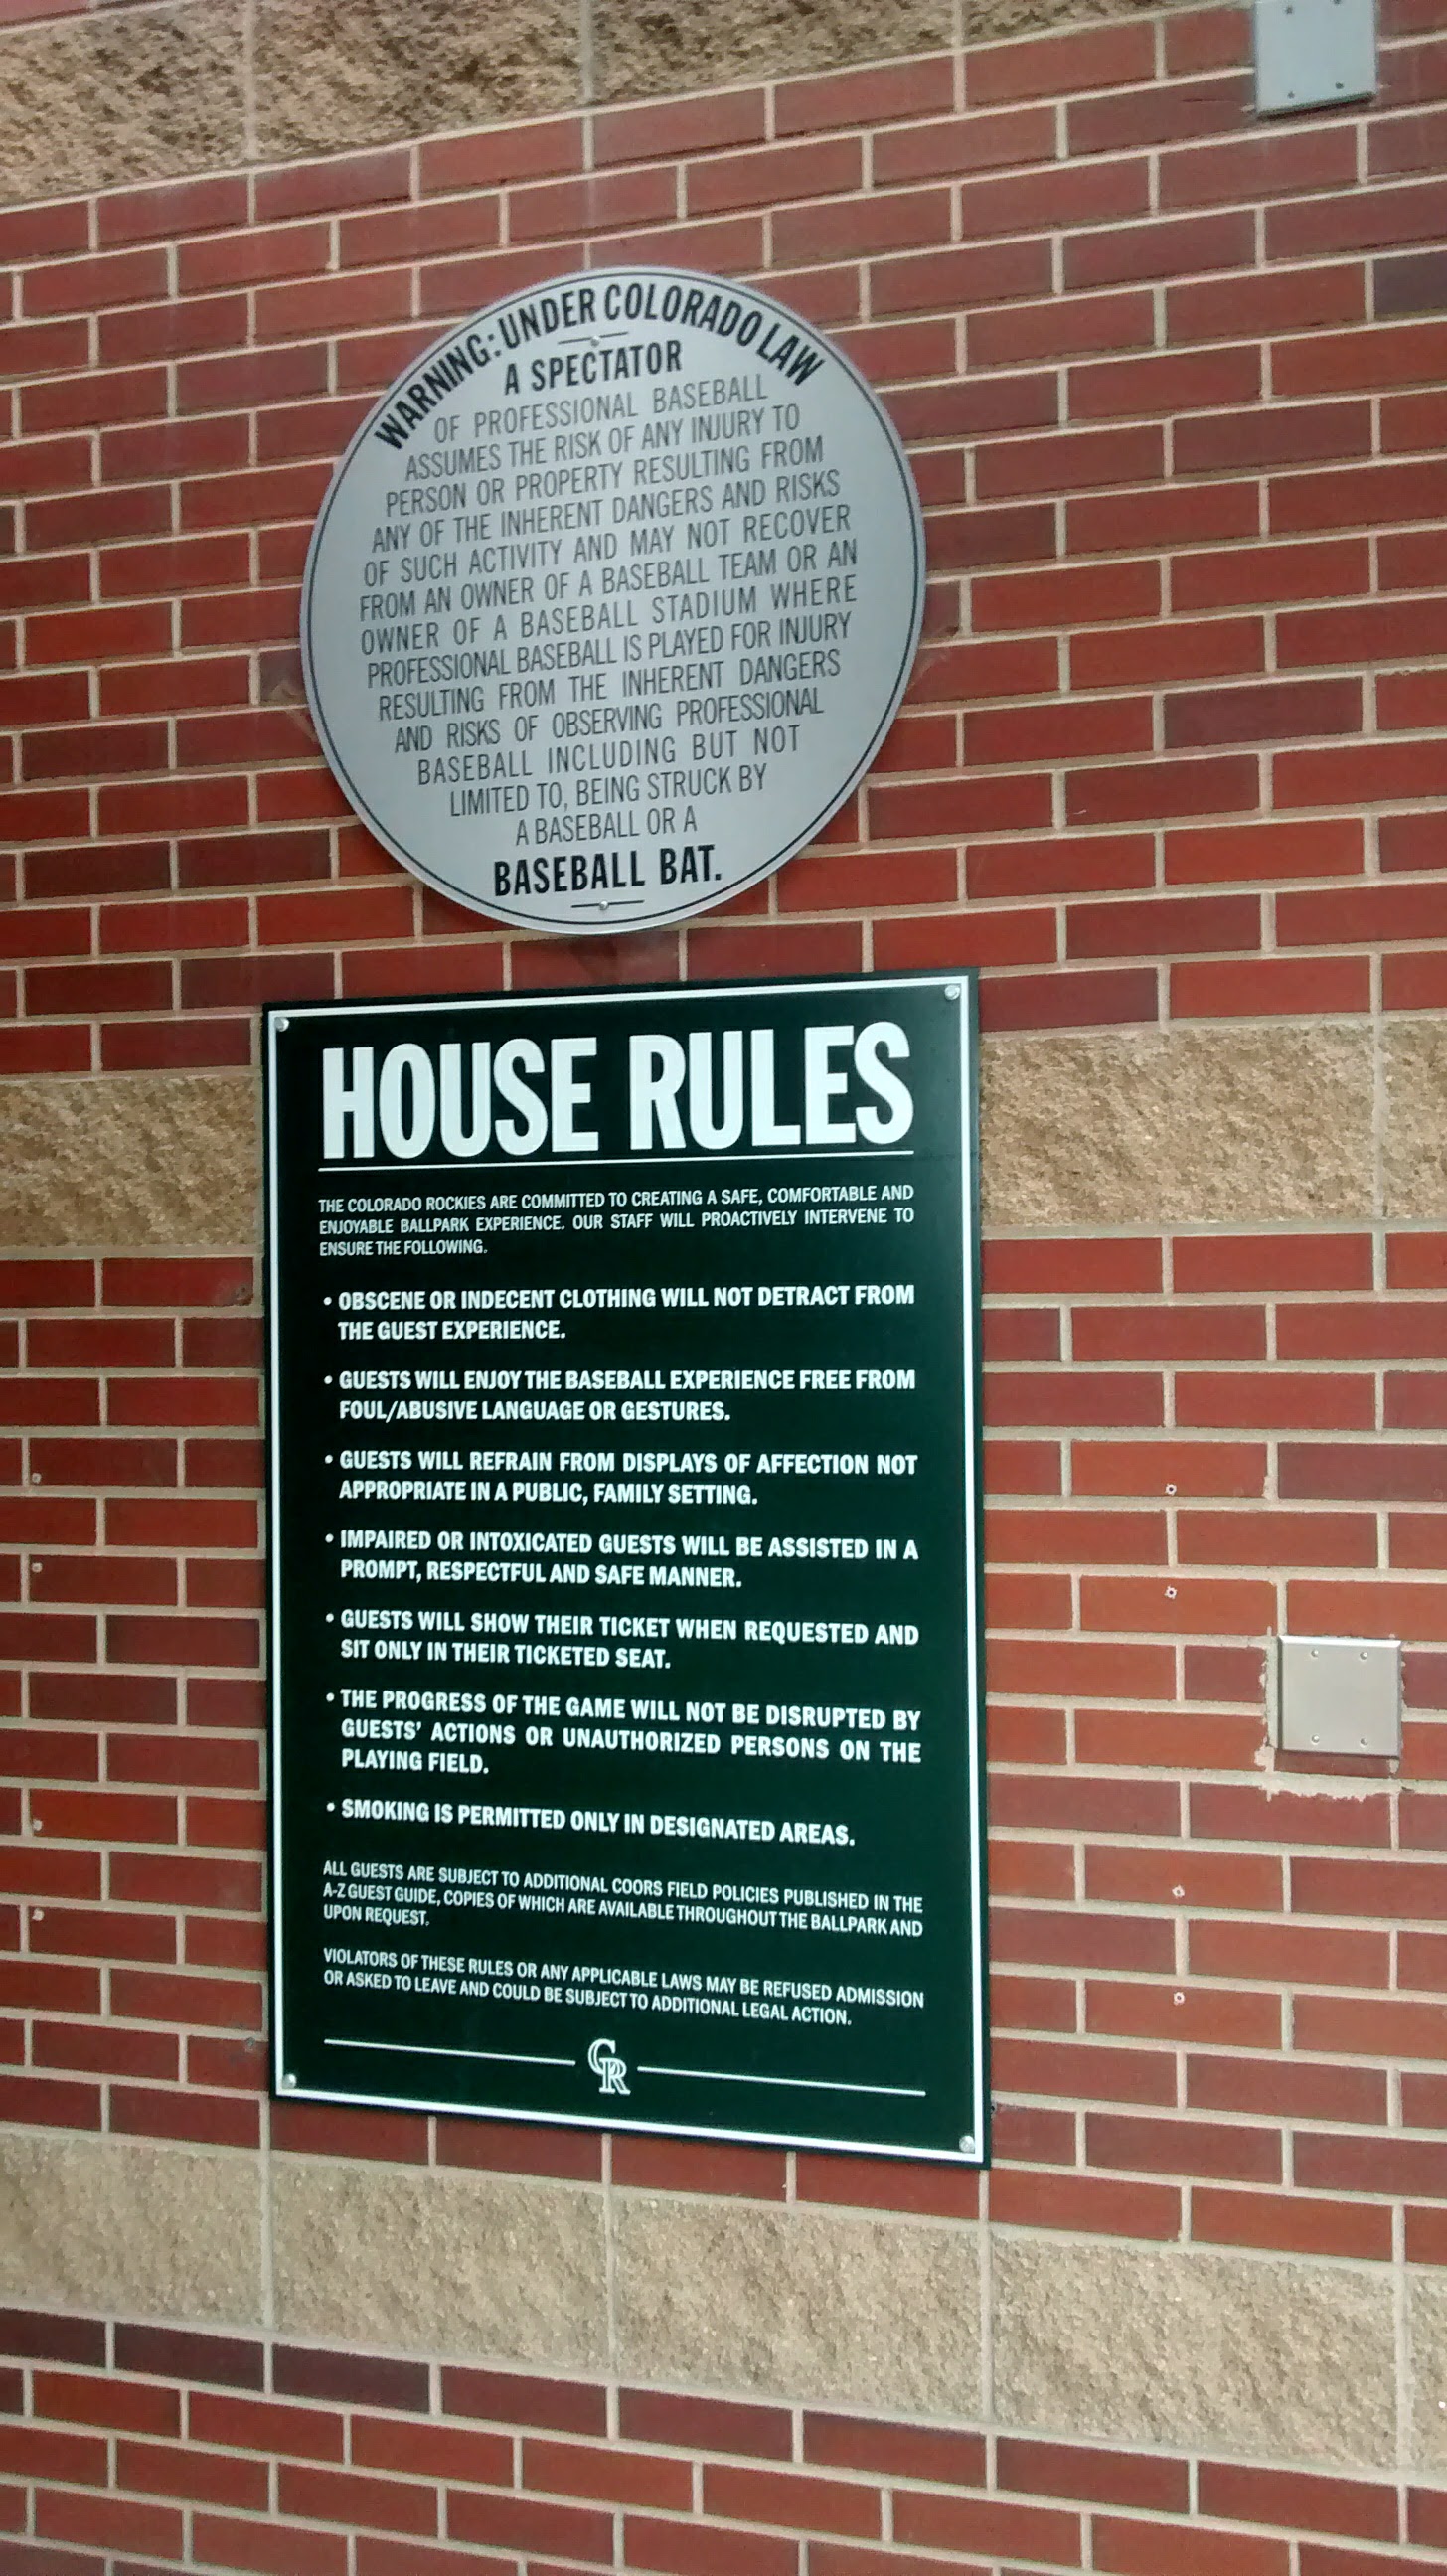 WARNING: UNDER COLORADO LAW
A SPECTATOR
OF PROFESSIONAL BASEBALL
ASSUMES THE RISK OF ANY INJURY TO
PERSON OR PROPERTY RESULTING FROM
ANY OF THE INHERENT DANGERS AND RISKS
OF SUCH ACTIVITY AND MAY NOT RECOVER
FROM AN OWNER OF A BASEBALL TEAM OR AN
OWNER OF A BASEBALL STADIUM WHERE
PROFESSIONAL BASEBALL IS PLAYED FOR INJURY
RESULTING FROM THE INHERENT DANGERS
AND RISKS OF OBSERVING PROFESSIONAL
BASEBALL INCLUDING BUT NOT
LIMITED TO, BEING STRUCK BY
A BASEBALL OR A
BASEBALL BAT.
HOUSE RULES
THE COLORADO ROCKIES ARE COMMITTED TO CREATING A SAFE, COMFORTABLE AND
ENJOYABLE BALLPARK EXPERIENCE. OUR STAFF WILL PROACTIVELY INTERVENE TO
ENSURE THE FOLLOWING.
• OBSCENE OR INDECENT CLOTHING WILL NOT DETRACT FROM
THE GUEST EXPERIENCE.
• GUESTS WILL ENJOY THE BASEBALL EXPERIENCE FREE FROM
FOUL/ABUSIVE LANGUAGE OR GESTURES.
• GUESTS WILL REFRAIN FROM DISPLAYS OF AFFECTION NOT
APPROPRIATE IN A PUBLIC, FAMILY SETTING.
• IMPAIRED OR INTOXICATED GUESTS WILL BE ASSISTED IN A
PROMPT, RESPECTFUL AND SAFE MANNER.
• GUESTS WILL SHOW THEIR TICKET WHEN REQUESTED AND
SIT ONLY IN THEIR TICKETED SEAT.
• THE PROGRESS OF THE GAME WILL NOT BE DISRUPTED BY
GUESTS' ACTIONS OR UNAUTHORIZED PERSONS ON THE
PLAYING FIELD.
• SMOKING IS PERMITTED ONLY IN DESIGNATED AREAS.
ALL GUESTS ARE SUBJECT TO ADDITIONAL COORS FIELD POLICIES PUBLISHED IN THE
A-Z GUEST GUIDE, COPIES OF WHICH ARE AVAILABLE THROUGHOUT THE BALLPARK AND
UPON REQUEST.
VIOLATORS OF THESE RULES OR ANY APPLICABLE LAWS MAY BE REFUSED ADMISSION
OR ASKED TO LEAVE AND COULD BE SUBJECT TO ADDITIONAL LEGAL ACTION.
CR